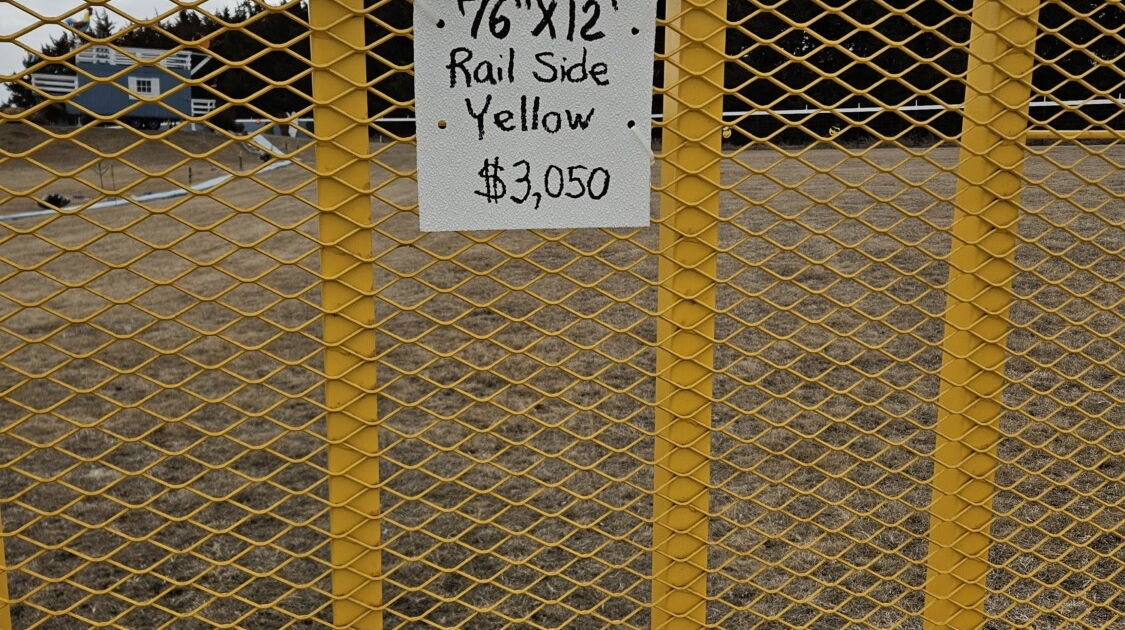 76"X12'
Rail Side
Yellow
$3,050